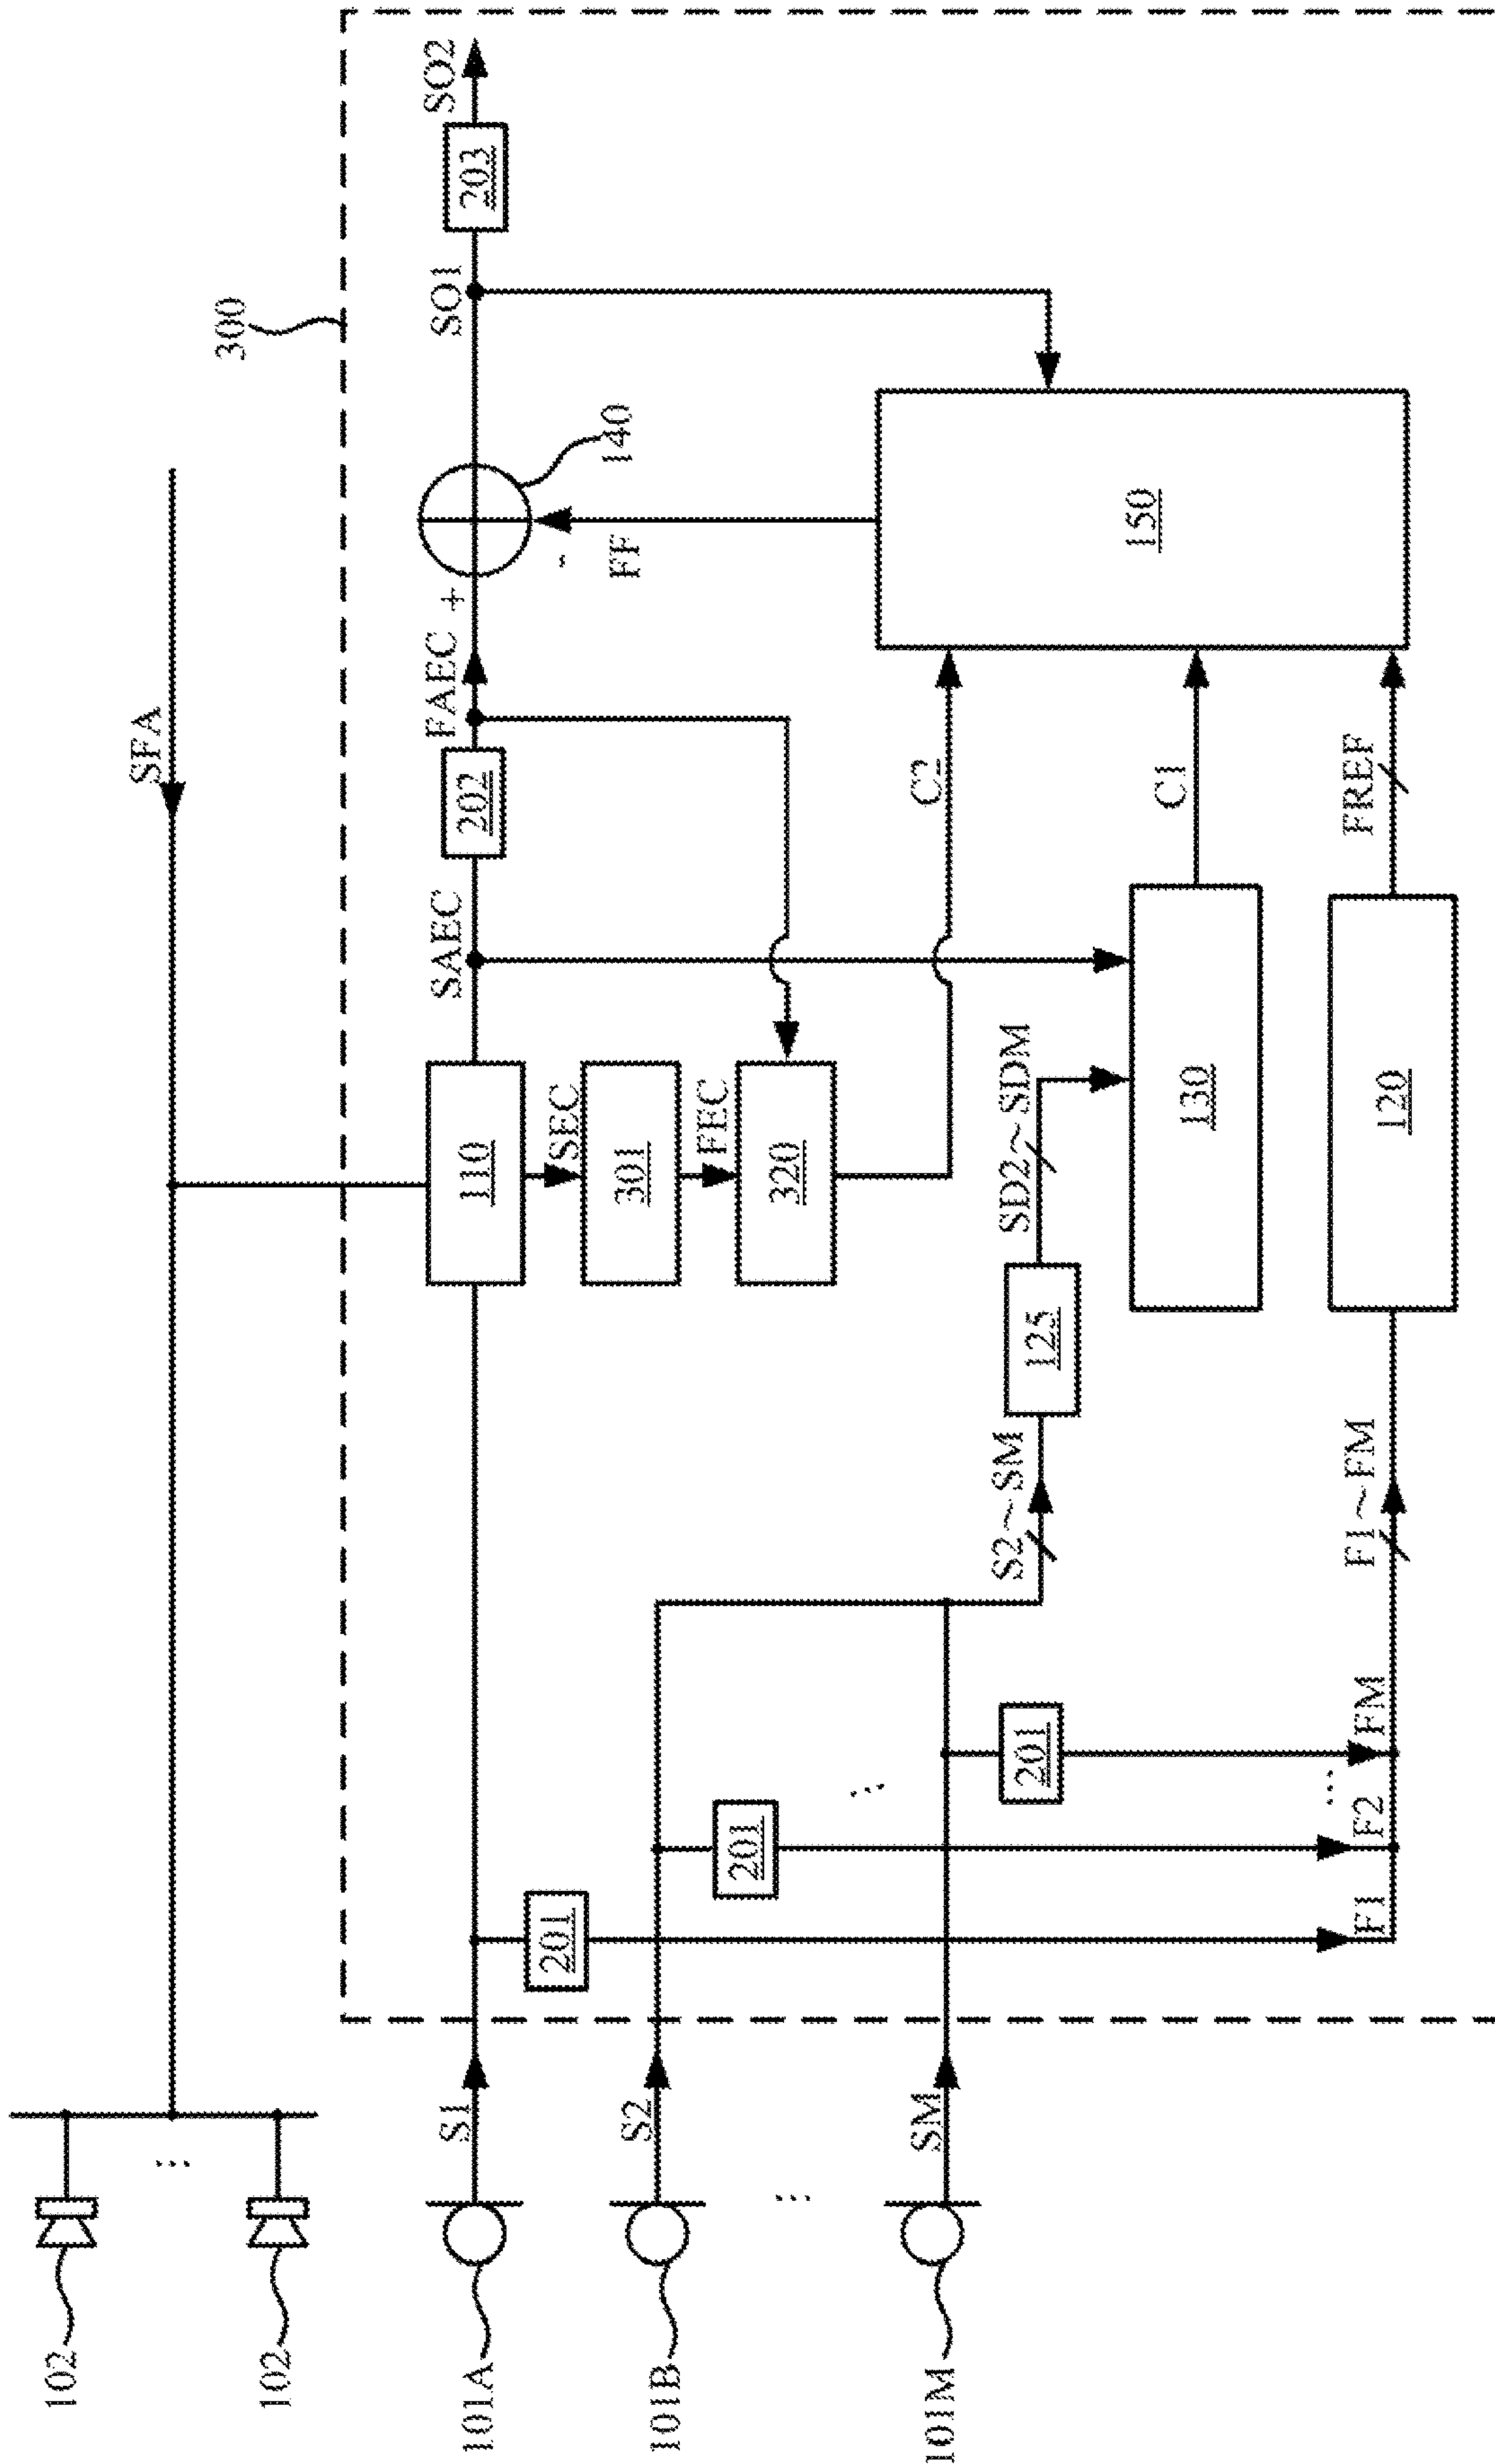 300
SFA
SAEC
202
FAEC
+
140
SO1
203
SO2
-
FF
110
SEC
301
FEC
320
C2
150
SD2~SDM
C1
125
130
S2~SM
F1~FM
120
FREF
201
201
201
F1
F2
...
FM
102
102
101A
S1
101B
S2
101M
SM